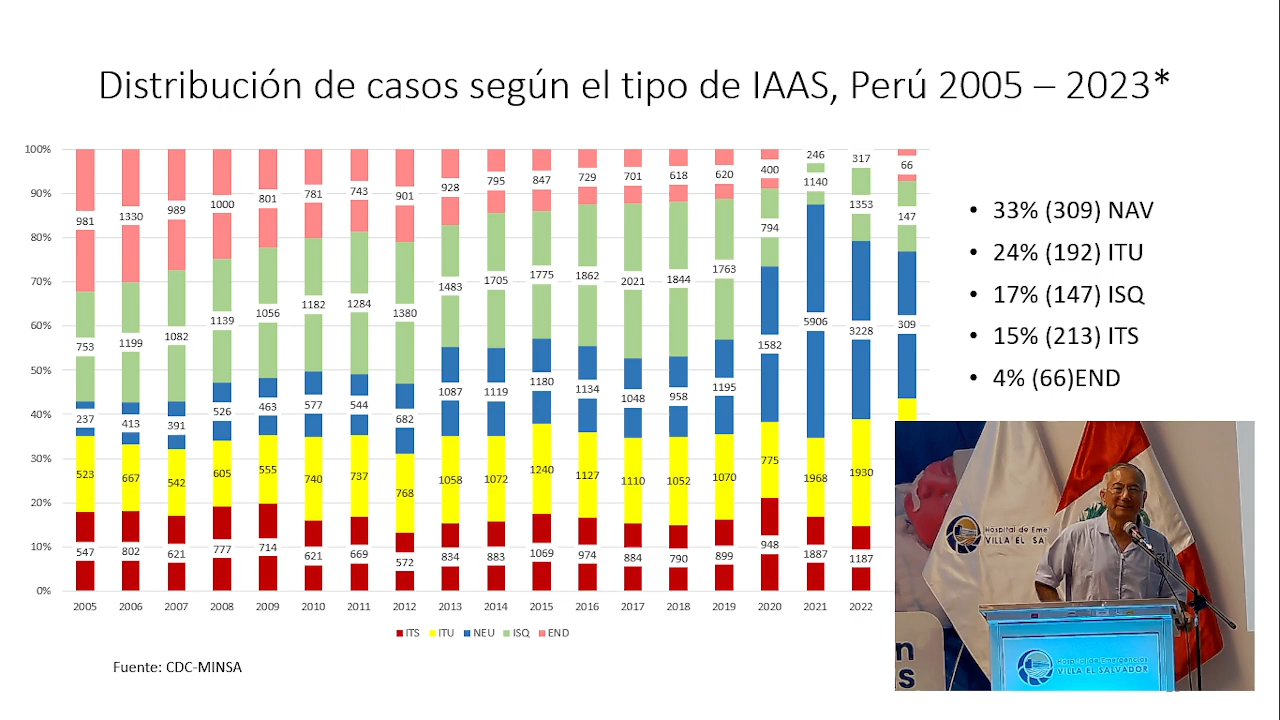 Distribución de casos según el tipo de IAAS, Perú 2005 – 2023*
100%
90%
80%
70%
60%
50%
40%
30%
20%
10%
0%
981 1330 989 1000 801 781 743 901 928 795 847 729 701 618 620 400 246 317 66
753 1199 1082 1139 1056 1182 1284 1380 1483 1705 1775 1862 2021 1844 1763 794 1140 1353 147
237 413 391 526 463 577 544 682 1087 1119 1180 1134 1048 958 1195 1582 5906 3228 309
523 667 542 605 555 740 737 768 1058 1072 1240 1127 1110 1052 1070 775 1968 1930
547 802 621 777 714 621 669 572 834 883 1069 974 884 790 899 948 1887 1187
2005 2006 2007 2008 2009 2010 2011 2012 2013 2014 2015 2016 2017 2018 2019 2020 2021 2022
ITS ITU NEU ISQ END
Fuente: CDC-MINSA
• 33% (309) NAV
• 24% (192) ITU
• 17% (147) ISQ
• 15% (213) ITS
• 4% (66)END
Hospital de Eme
VILLA EL SA
Hospital de Emergencias
VILLA EL SALVADOR
n
s